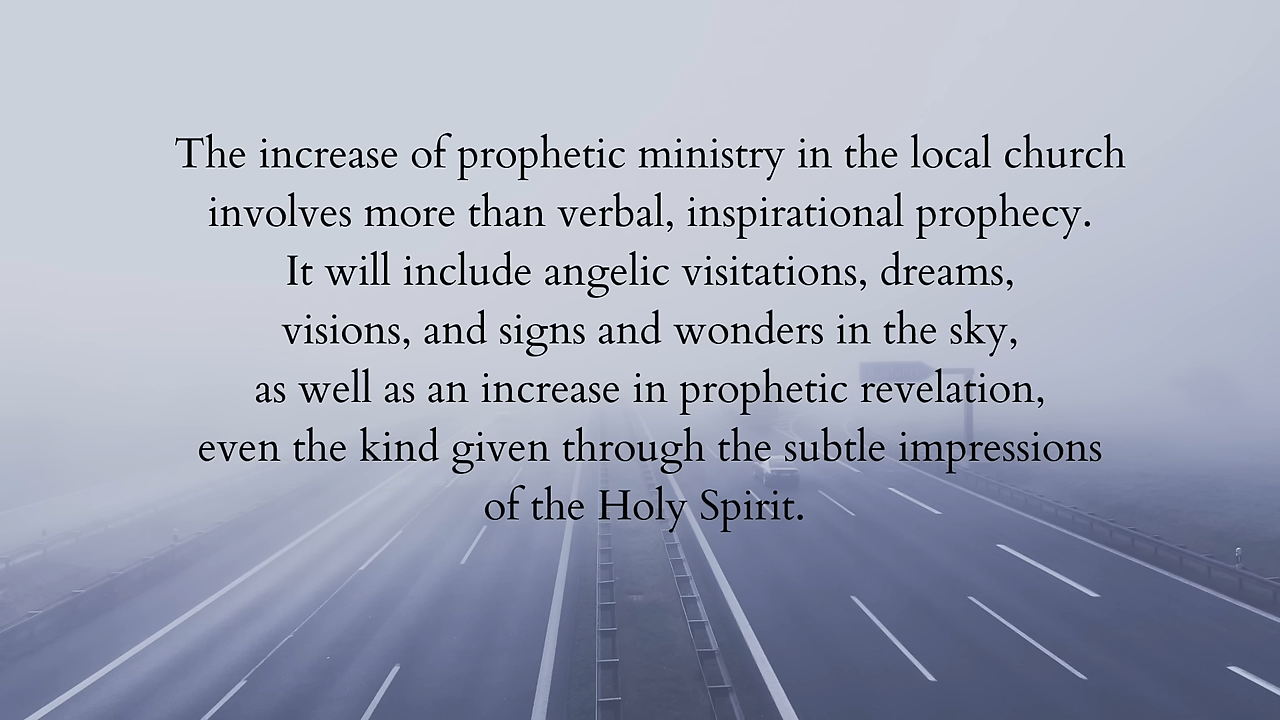 The increase of prophetic ministry in the local church
involves more than verbal, inspirational prophecy.
It will include angelic visitations, dreams,
visions, and signs and wonders in the sky,
as well as an increase in prophetic revelation,
even the kind given through the subtle impressions
of the Holy Spirit.